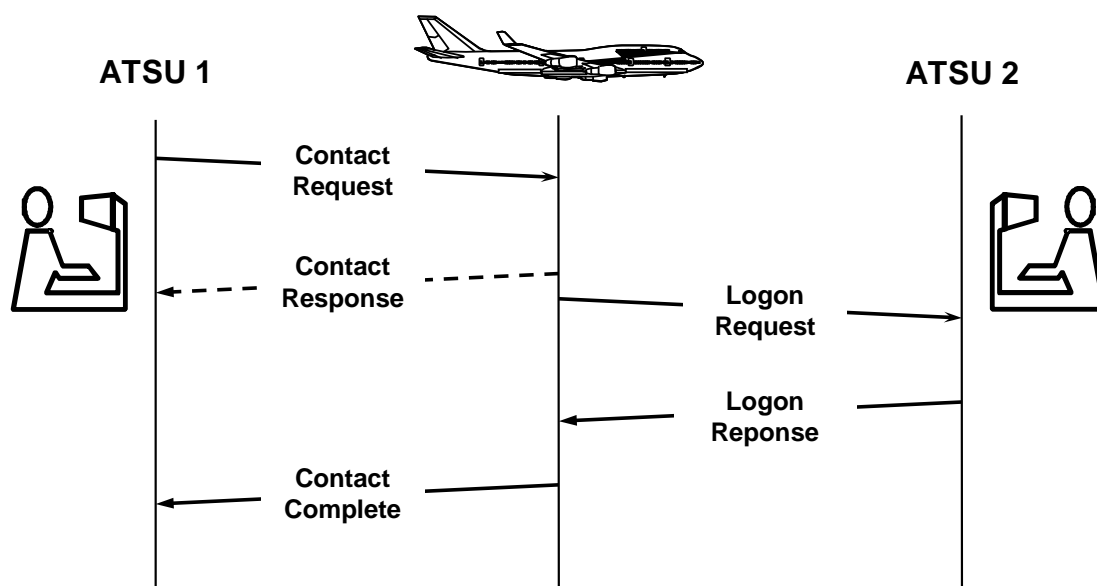 ATSU 1
ATSU 2
Contact
Request
Contact
Response
Logon
Request
Logon
Reponse
Contact
Complete